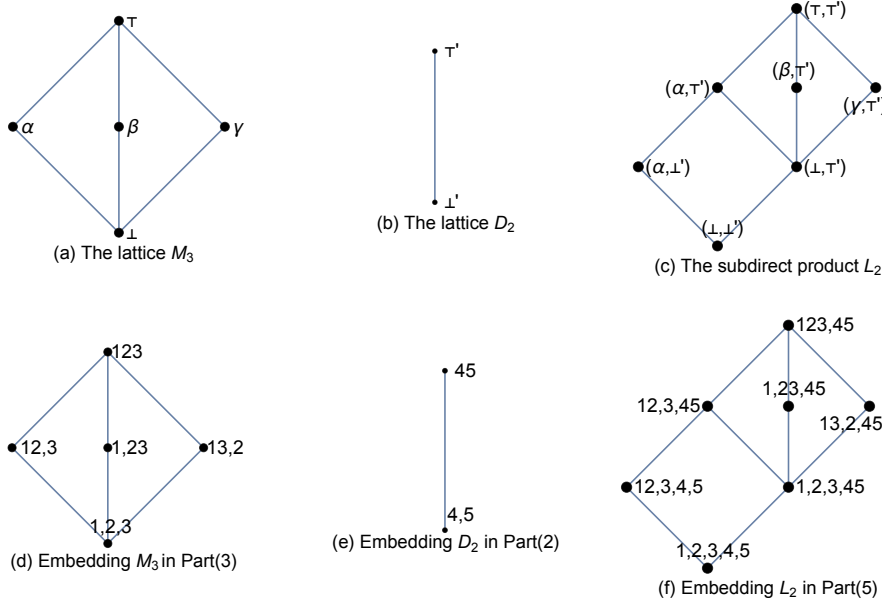 ⊤
α
β
γ
⊥
(a) The lattice M₃
⊤'
⊥'
(b) The lattice D₂
(⊤,⊤')
(β,⊤')
(α,⊤')
(γ,⊤')
(α,⊥')
(⊥,⊤')
(⊥,⊥')
(c) The subdirect product L₂
123
12,3
1,23
13,2
1,2,3
(d) Embedding M₃ in Part(3)
45
4,5
(e) Embedding D₂ in Part(2)
123,45
1,23,45
12,3,45
13,2,45
12,3,4,5
1,2,3,45
1,2,3,4,5
(f) Embedding L₂ in Part(5)